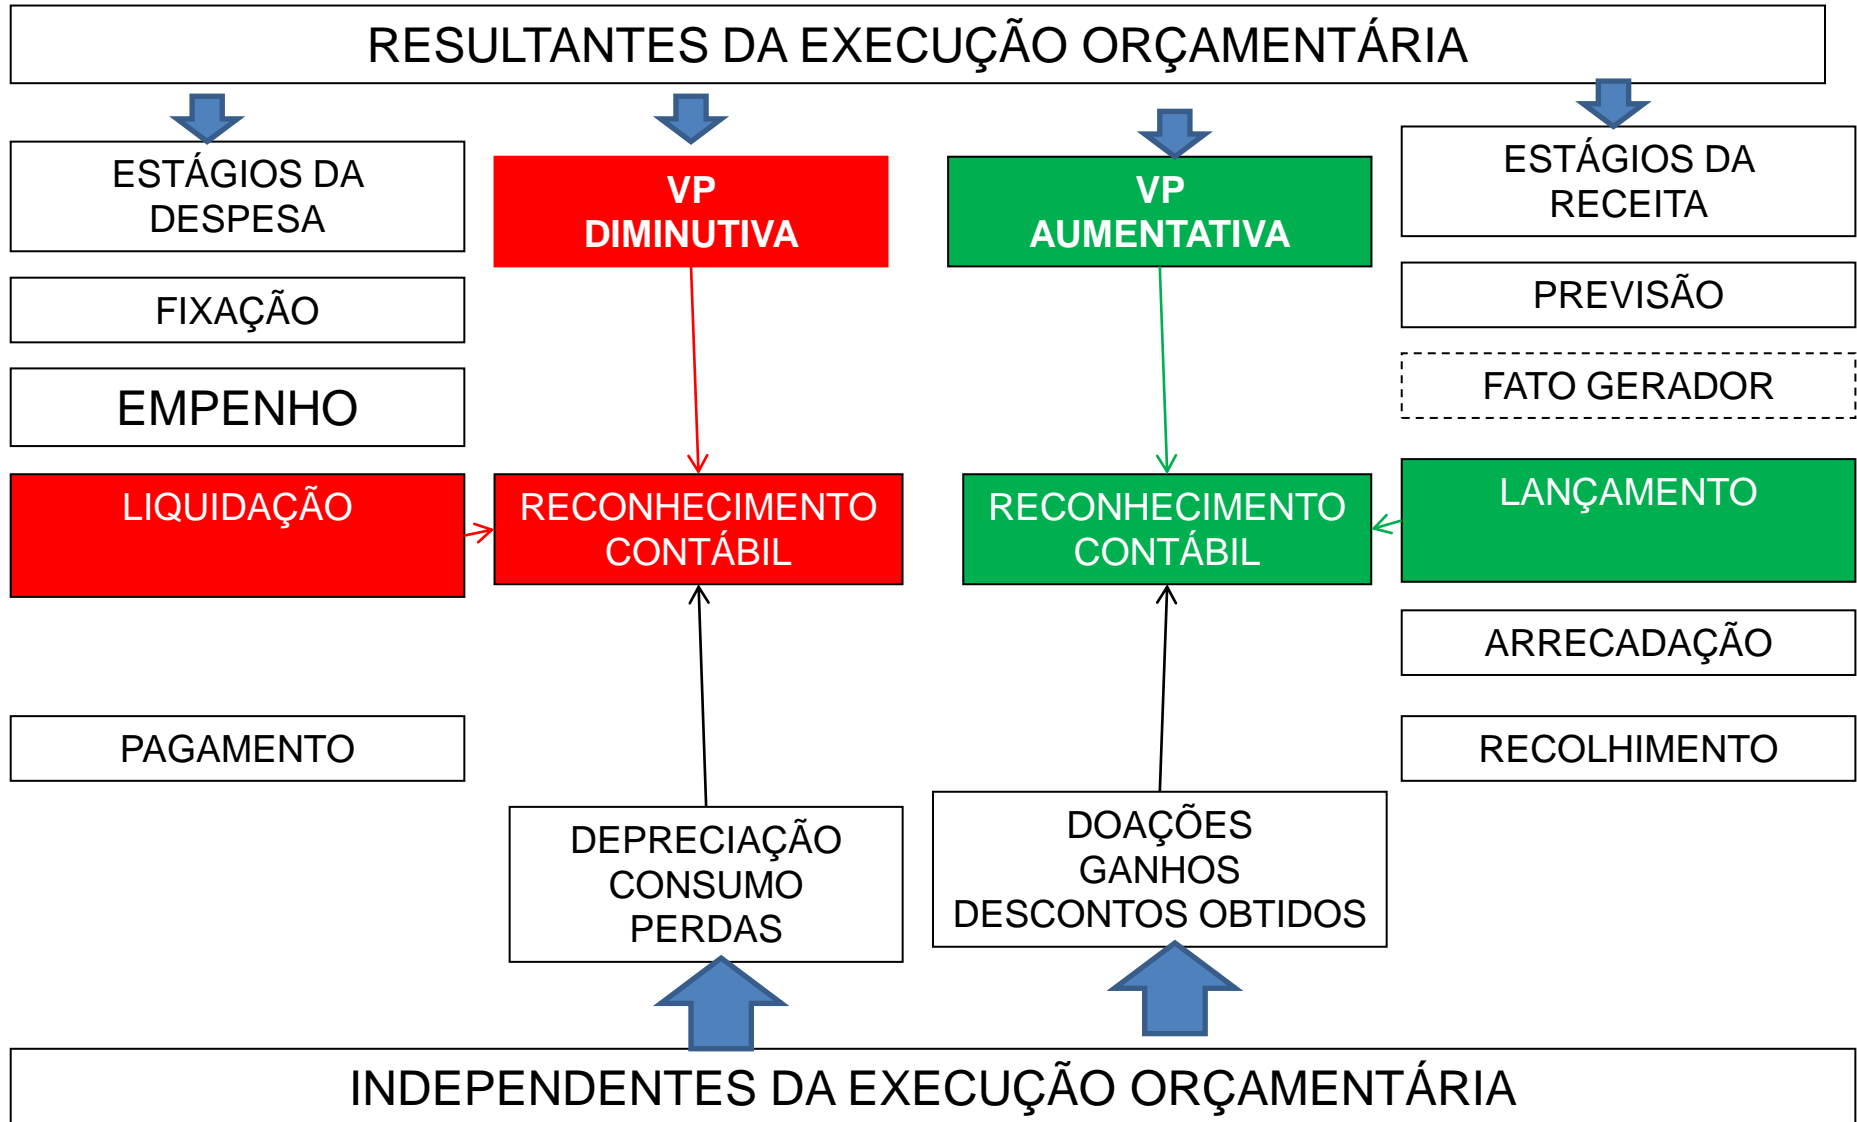 RESULTANTES DA EXECUÇÃO ORÇAMENTÁRIA
ESTÁGIOS DA
DESPESA
FIXAÇÃO
EMPENHO
LIQUIDAÇÃO
PAGAMENTO
VP
DIMINUTIVA
RECONHECIMENTO
CONTÁBIL
DEPRECIAÇÃO
CONSUMO
PERDAS
VP
AUMENTATIVA
RECONHECIMENTO
CONTÁBIL
DOAÇÕES
GANHOS
DESCONTOS OBTIDOS
ESTÁGIOS DA
RECEITA
PREVISÃO
FATO GERADOR
LANÇAMENTO
ARRECADAÇÃO
RECOLHIMENTO
INDEPENDENTES DA EXECUÇÃO ORÇAMENTÁRIA